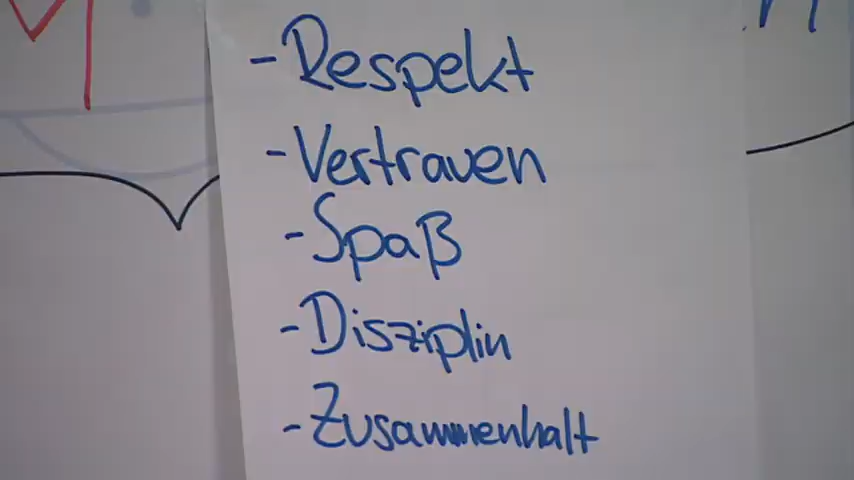 - Respekt
- Vertrauen
- Spaß
- Disziplin
- Zusammenhalt